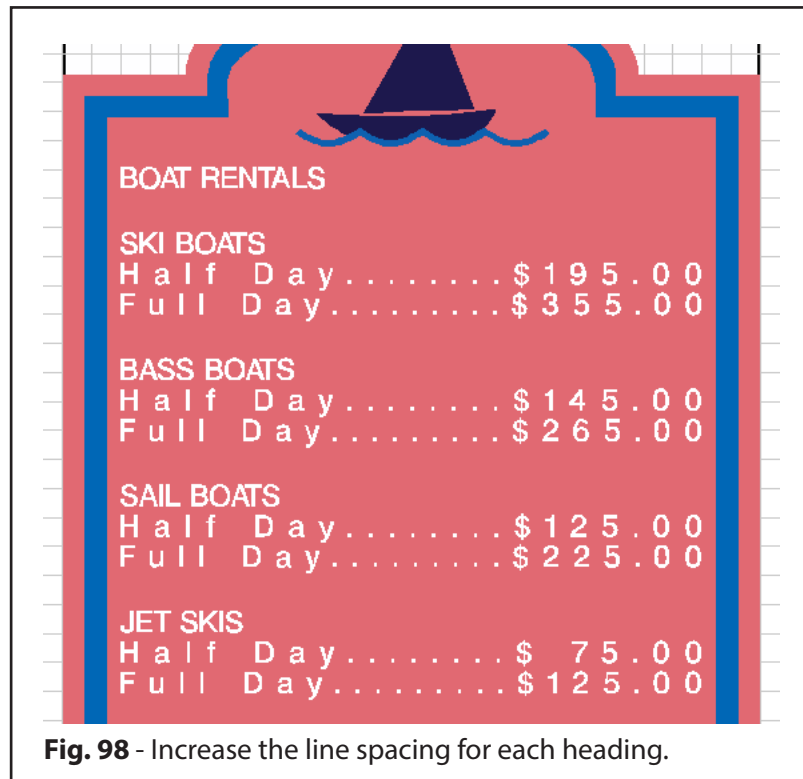 BOAT RENTALS
SKI BOATS
Half Day.........$195.00
Full Day.........$355.00
BASS BOATS
Half Day.........$145.00
Full Day.........$265.00
SAIL BOATS
Half Day.........$125.00
Full Day.........$225.00
JET SKIS
Half Day.........$ 75.00
Full Day.........$125.00
Fig. 98 - Increase the line spacing for each heading.